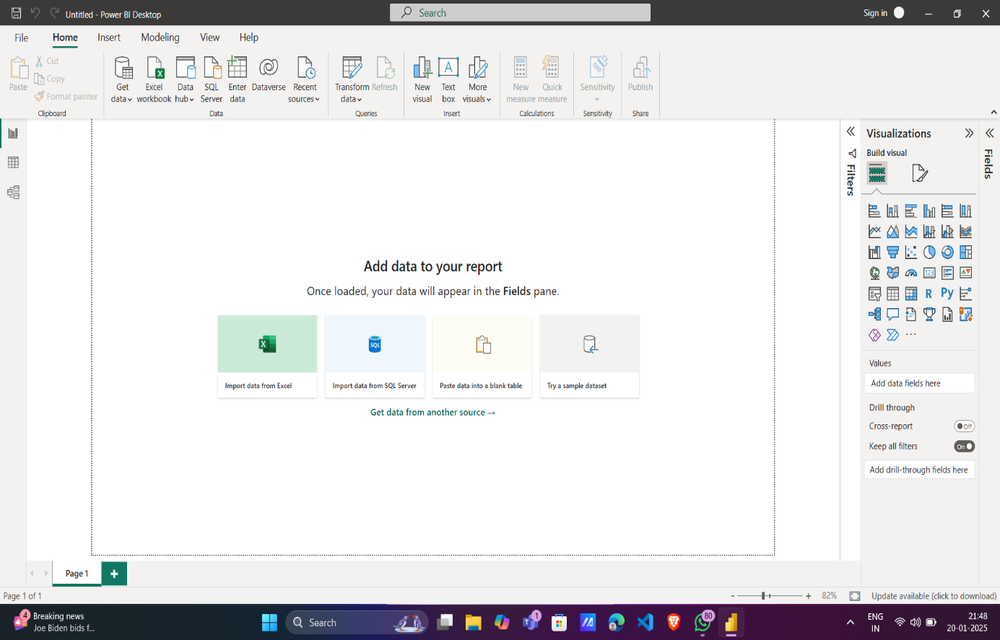 Untitled - Power BI Desktop
Search
Sign in
File Home Insert Modeling View Help
Paste
Cut
Copy
Format painter
Clipboard
Get data
Excel workbook
Data hub
SQL Server
Enter data
Dataverse
Recent sources
Data
Transform data
Refresh
Queries
New visual
Text box
More visuals
Insert
New measure
Quick measure
Calculations
Sensitivity
Sensitivity
Publish
Share
Filters
Visualizations
Build visual
Fields
123
R
Py
Values
Add data fields here
Drill through
Cross-report
Off
Keep all filters
On
Add drill-through fields here
Add data to your report
Once loaded, your data will appear in the Fields pane.
SQL
Import data from Excel
Import data from SQL Server
Paste data into a blank table
Try a sample dataset
Get data from another source →
Page 1
+
Page 1 of 1
- + 82%
Update available (click to download)
4
Breaking news
Joe Biden bids f...
Search
1
80
ENG
IN
21:48
20-01-2025